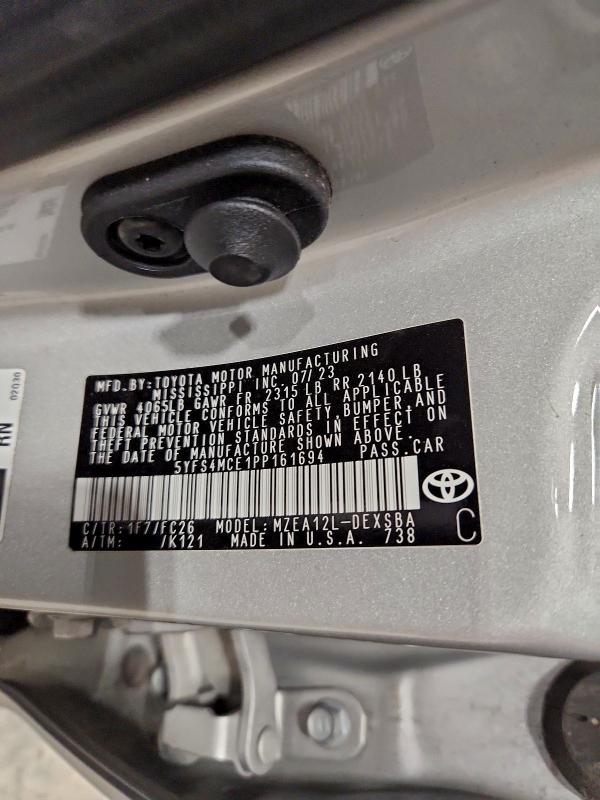 02030
RN
MFD.BY:TOYOTA MOTOR MANUFACTURING
MISSISSIPPI INC. 07/23
GVWR 4065LB GAWR FR 2315 LB RR 2140 LB
THIS VEHICLE CONFORMS TO ALL APPLICABLE
FEDERAL MOTOR VEHICLE SAFETY, BUMPER AND
THEFT PREVENTION STANDARDS IN EFFECT ON
THE DATE OF MANUFACTURE SHOWN ABOVE.
5YFS4MCE1PP161694 PASS.CAR
C/TR:1F7/FC26 MODEL:MZEA12L-DEXSBA
A/TM: /K121 MADE IN U.S.A. 738
C